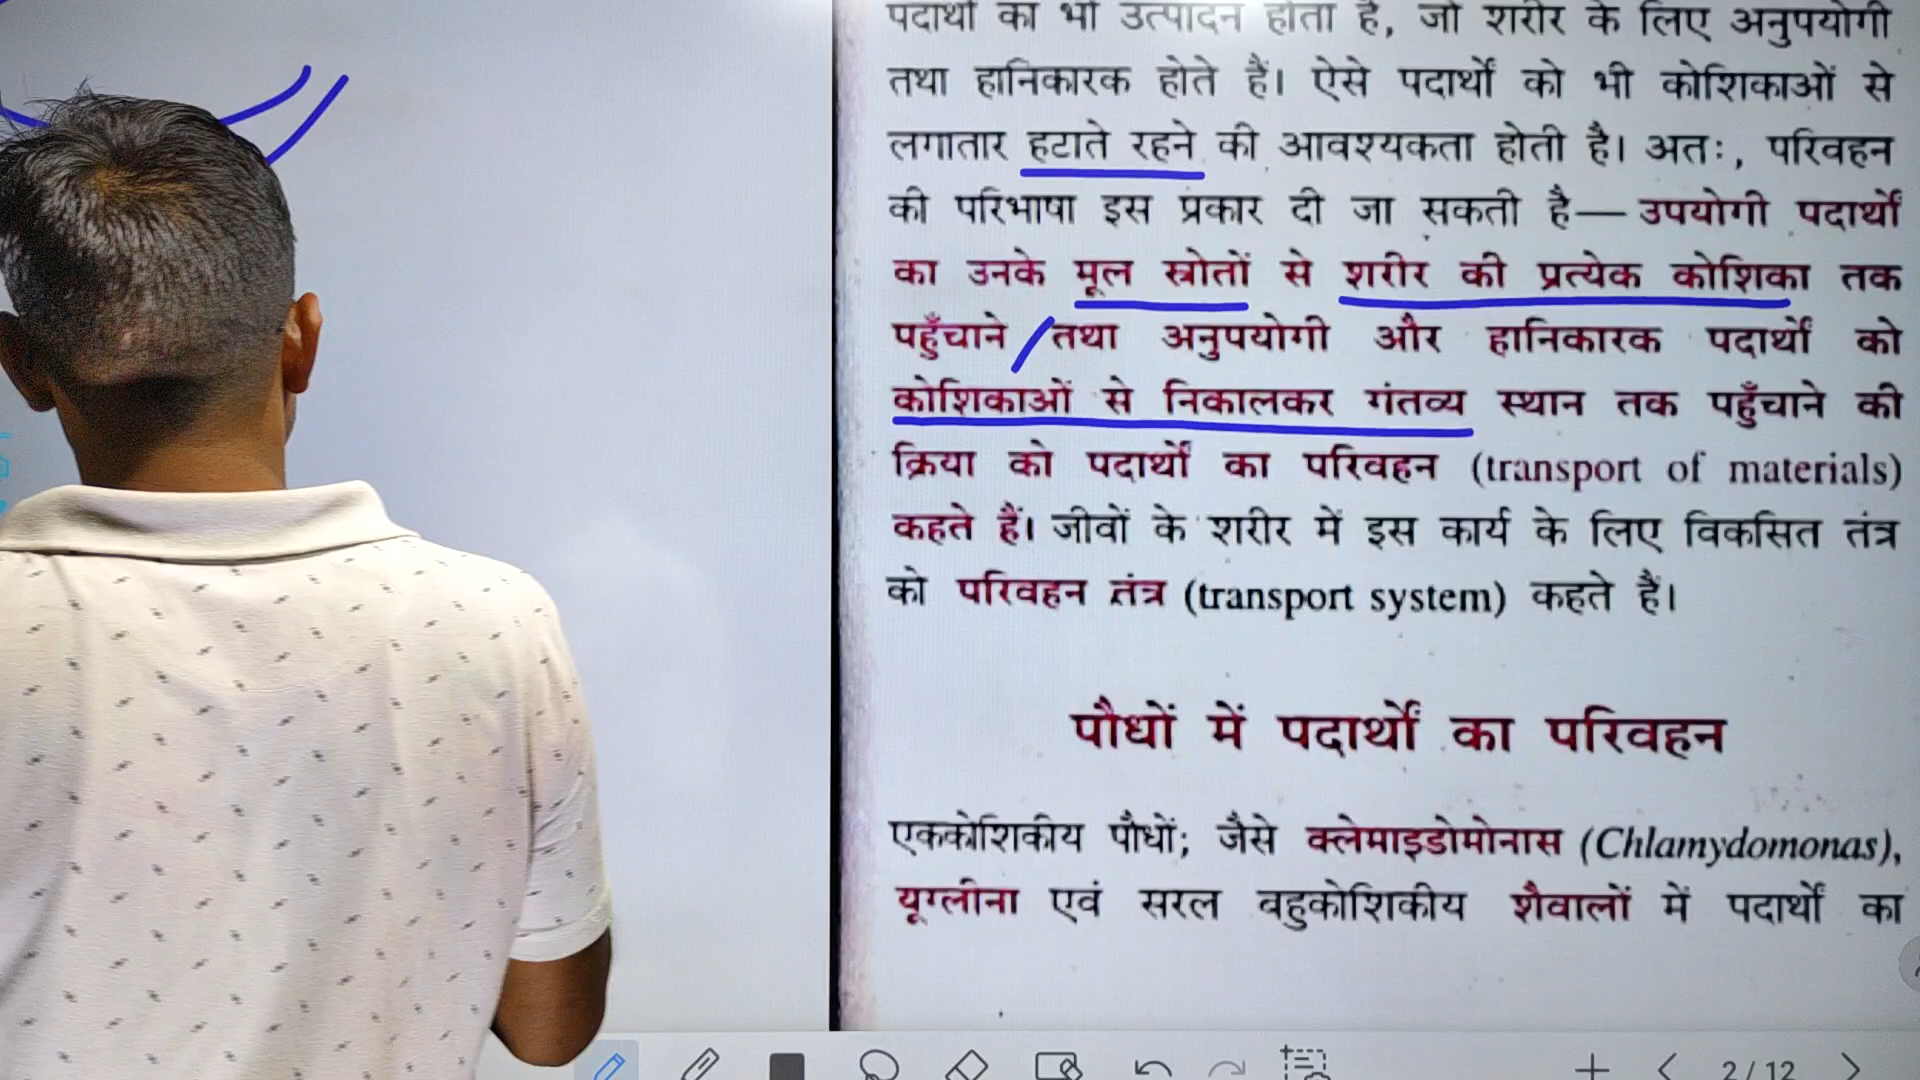 पदार्थों का भी उत्पादन होता है, जो शरीर के लिए अनुपयोगी
तथा हानिकारक होते हैं। ऐसे पदार्थों को भी कोशिकाओं से
लगातार हटाते रहने की आवश्यकता होती है। अतः, परिवहन
की परिभाषा इस प्रकार दी जा सकती है— उपयोगी पदार्थों
का उनके मूल स्रोतों से शरीर की प्रत्येक कोशिका तक
पहुँचाने तथा अनुपयोगी और हानिकारक पदार्थों को
कोशिकाओं से निकालकर गंतव्य स्थान तक पहुँचाने की
क्रिया को पदार्थों का परिवहन (transport of materials)
कहते हैं। जीवों के शरीर में इस कार्य के लिए विकसित तंत्र
को परिवहन तंत्र (transport system) कहते हैं।
पौधों में पदार्थों का परिवहन
एककोशिकीय पौधों; जैसे क्लेमाइडोमोनास (Chlamydomonas),
यूग्लीना एवं सरल बहुकोशिकीय शैवालों में पदार्थों का
2/12